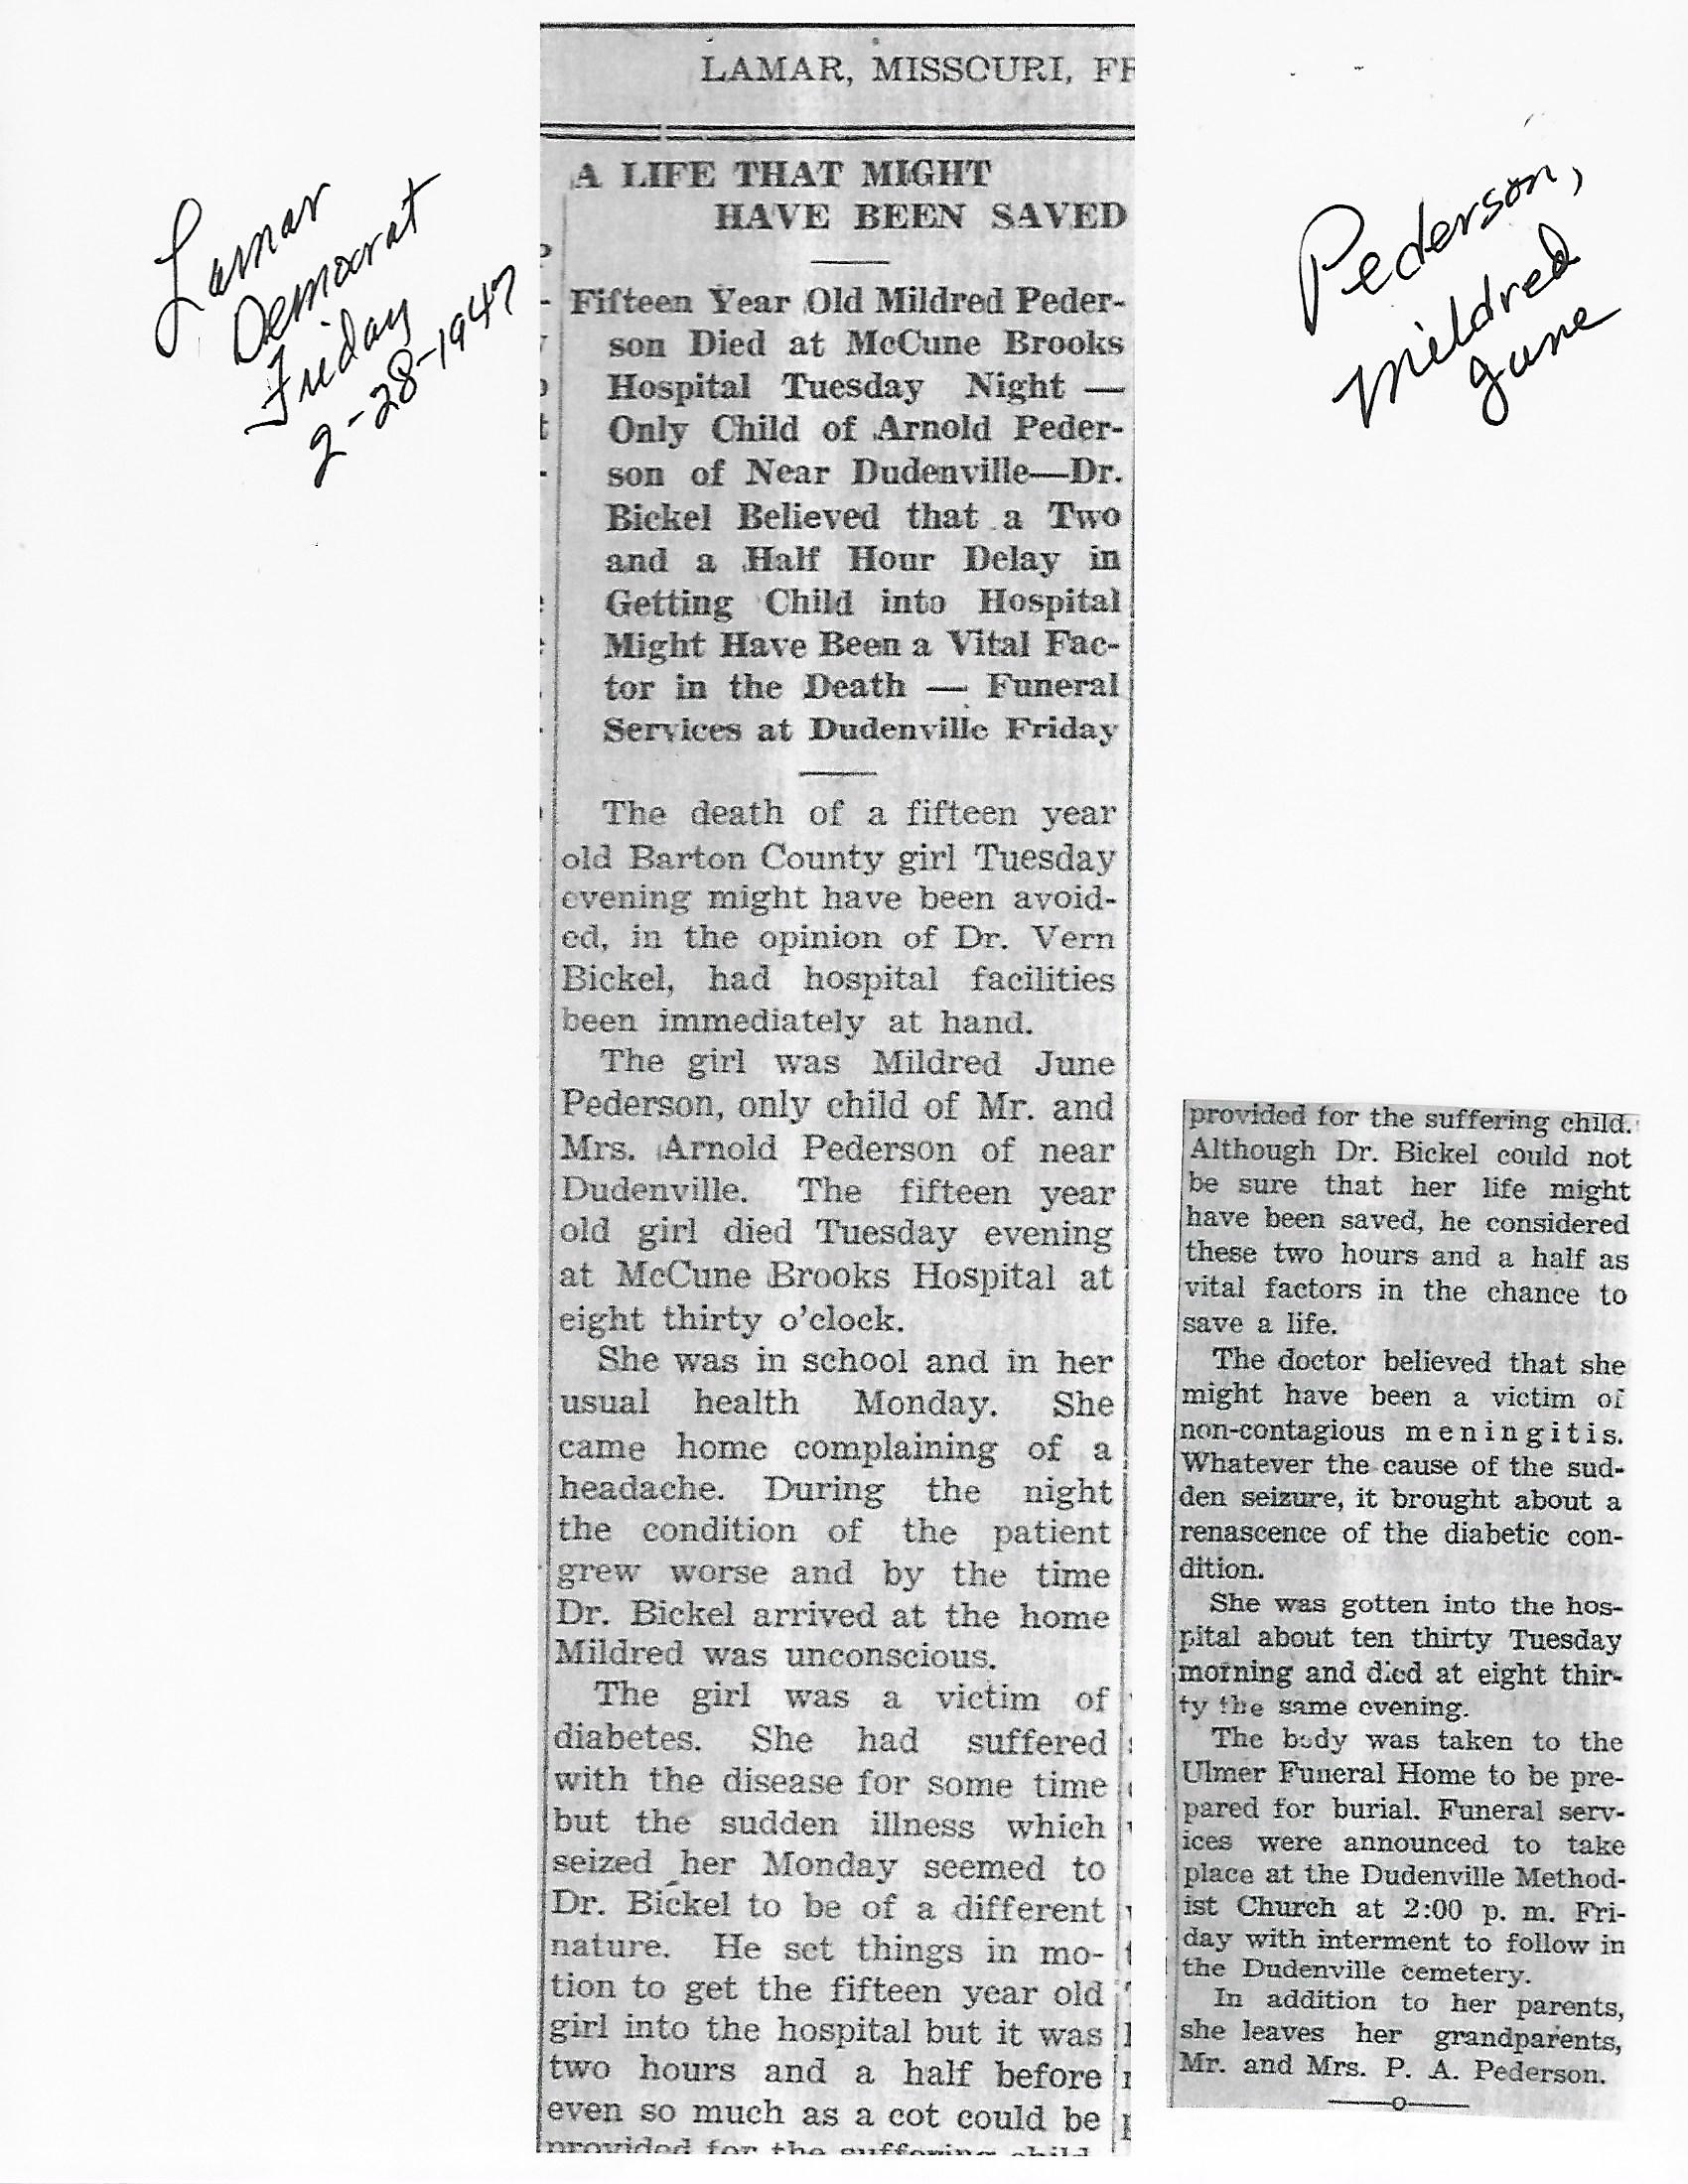 Lamar
Democrat
Friday
2-28-1947
Pederson,
Mildred
June
LAMAR, MISSOURI,
A LIFE THAT MIGHT
HAVE BEEN SAVED
Fifteen Year Old Mildred Peder-
son Died at McCune Brooks
Hospital Tuesday Night —
Only Child of Arnold Peder-
son of Near Dudenville—Dr.
Bickel Believed that a Two
and a Half Hour Delay in
Getting Child into Hospital
Might Have Been a Vital Fac-
tor in the Death — Funeral
Services at Dudenville Friday
The death of a fifteen year
old Barton County girl Tuesday
evening might have been avoid-
ed, in the opinion of Dr. Vern
Bickel, had hospital facilities
been immediately at hand.
The girl was Mildred June
Pederson, only child of Mr. and
Mrs. Arnold Pederson of near
Dudenville. The fifteen year
old girl died Tuesday evening
at McCune Brooks Hospital at
eight thirty o'clock.
She was in school and in her
usual health Monday. She
came home complaining of a
headache. During the night
the condition of the patient
grew worse and by the time
Dr. Bickel arrived at the home
Mildred was unconscious.
The girl was a victim of
diabetes. She had suffered
with the disease for some time
but the sudden illness which
seized her Monday seemed to
Dr. Bickel to be of a different
nature. He set things in mo-
tion to get the fifteen year old
girl into the hospital but it was
two hours and a half before
even so much as a cot could be
provided for the suffering child.
provided for the suffering child.
Although Dr. Bickel could not
be sure that her life might
have been saved, he considered
these two hours and a half as
vital factors in the chance to
save a life.
The doctor believed that she
might have been a victim of
non-contagious meningitis.
Whatever the cause of the sud-
den seizure, it brought about a
renascence of the diabetic con-
dition.
She was gotten into the hos-
pital about ten thirty Tuesday
morning and died at eight thir-
ty the same evening.
The body was taken to the
Ulmer Funeral Home to be pre-
pared for burial. Funeral serv-
ices were announced to take
place at the Dudenville Method-
ist Church at 2:00 p. m. Fri-
day with interment to follow in
the Dudenville cemetery.
In addition to her parents,
she leaves her grandparents,
Mr. and Mrs. P. A. Pederson.